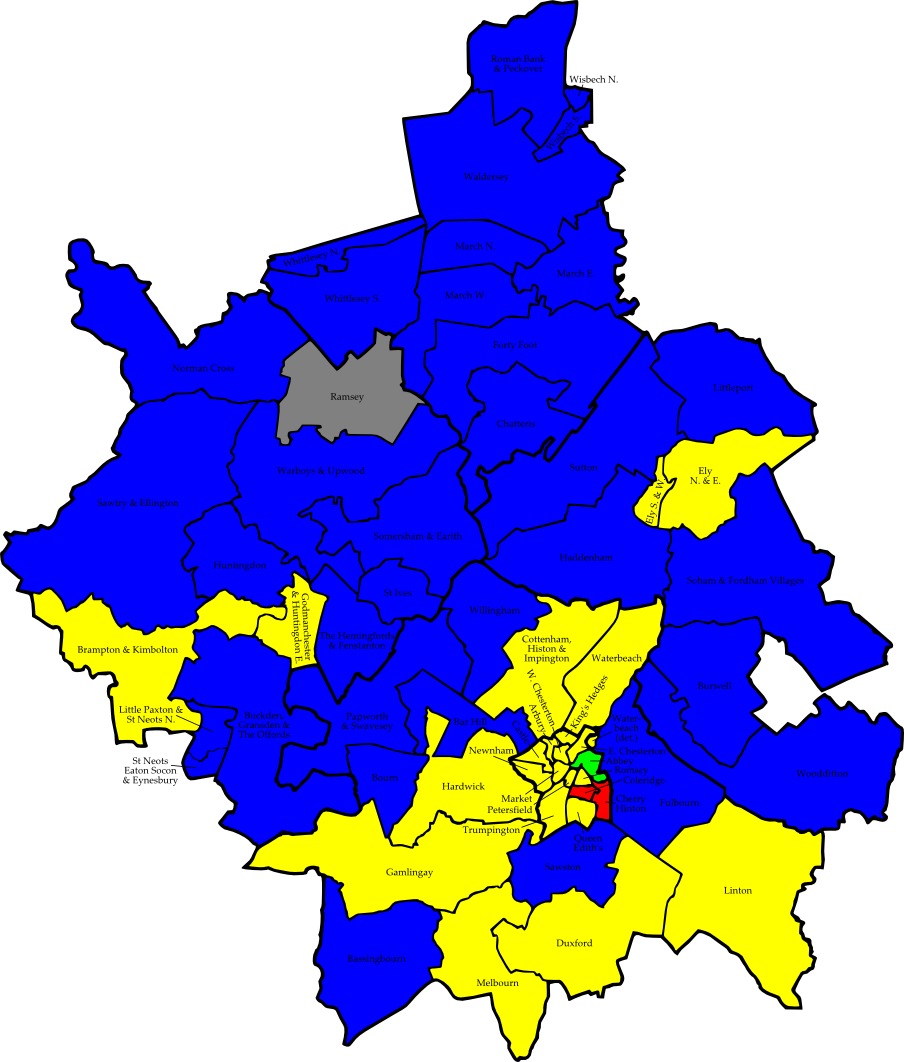 Roman Bank
& Peckover
Wisbech N.
Wisbech S.
Waldersey
March N.
Whittlesey N.
March E.
March W.
Whittlesey S.
Forty Foot
Norman Cross
Littleport
Ramsey
Chatteris
Sutton
Ely
N. & E.
Warboys & Upwood
Ely S. & W.
Sawtry & Ellington
Somersham & Earith
Haddenham
Huntingdon
Soham & Fordham Villages
St Ives
Willingham
Godmanchester
& Huntingdon E.
The Hemingfords
& Fenstanton
Cottenham,
Histon &
Impington
Brampton & Kimbolton
Waterbeach
Burwell
W. Chesterton
King's Hedges
Arbury
Little Paxton &
St Neots N.
Buckden,
Gransden &
The Offords
Papworth
& Swavesey
Bar Hill
Castle
Water-
beach
(det.)
Newnham
E. Chesterton
Abbey
Romsey
Coleridge
St Neots
Eaton Socon
& Eynesbury
Bourn
Hardwick
Woodditton
Market
Petersfield
Cherry
Hinton
Fulbourn
Trumpington
Queen
Edith's
Sawston
Gamlingay
Linton
Duxford
Bassingbourn
Melbourn